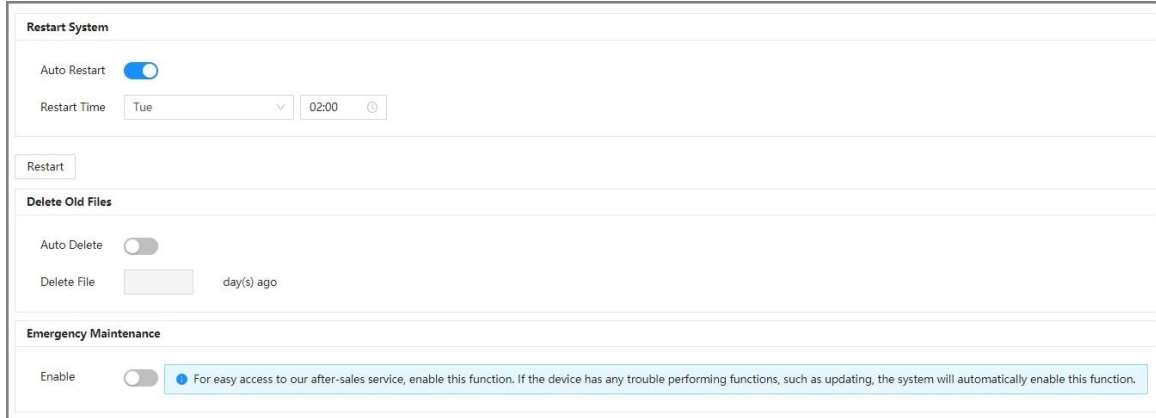 Restart System
Auto Restart
Restart Time Tue 02:00
Restart
Delete Old Files
Auto Delete
Delete File day(s) ago
Emergency Maintenance
Enable For easy access to our after-sales service, enable this function. If the device has any trouble performing functions, such as updating, the system will automatically enable this function.